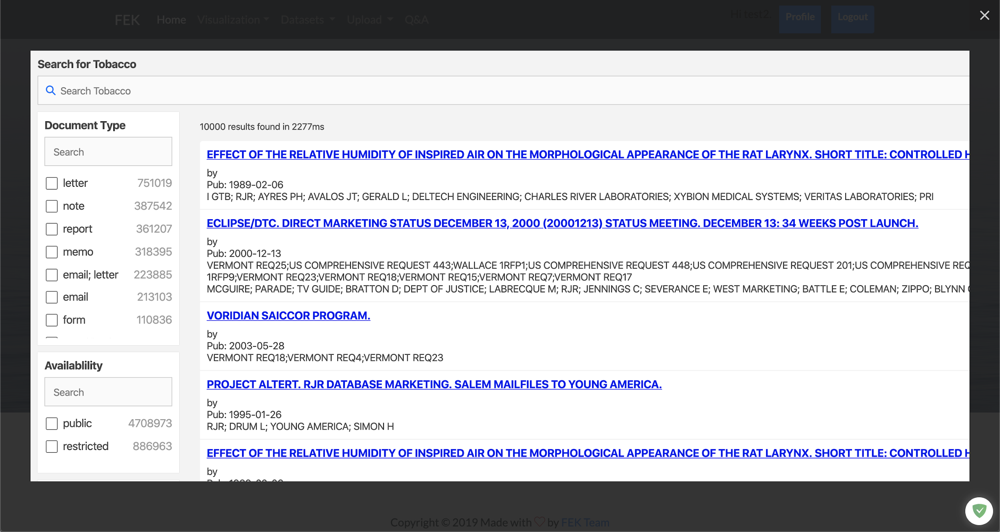 FEK Home Visualization Datasets Upload Q&A Hi test2. Profile Logout
Search for Tobacco
Search Tobacco
Document Type
Search
letter 751019
note 387542
report 361207
memo 318395
email; letter 223885
email 213103
form 110836
Availablility
Search
public 4708973
restricted 886963
10000 results found in 2277ms
EFFECT OF THE RELATIVE HUMIDITY OF INSPIRED AIR ON THE MORPHOLOGICAL APPEARANCE OF THE RAT LARYNX. SHORT TITLE: CONTROLLED
by
Pub: 1989-02-06
I GTB; RJR; AYRES PH; AVALOS JT; GERALD L; DELTECH ENGINEERING; CHARLES RIVER LABORATORIES; XYBION MEDICAL SYSTEMS; VERITAS LABORATORIES; PRI
ECLIPSE/DTC. DIRECT MARKETING STATUS DECEMBER 13, 2000 (20001213) STATUS MEETING. DECEMBER 13: 34 WEEKS POST LAUNCH.
by
Pub: 2000-12-13
VERMONT REQ25;US COMPREHENSIVE REQUEST 443;WALLACE 1RFP1;US COMPREHENSIVE REQUEST 448;US COMPREHENSIVE REQUEST 201;US COMPREHENSIVE REQ
1RFP9;VERMONT REQ23;VERMONT REQ18;VERMONT REQ15;VERMONT REQ7;VERMONT REQ17
MCGUIRE; PARADE; TV GUIDE; BRATTON D; DEPT OF JUSTICE; LABRECQUE M; RJR; JENNINGS C; SEVERANCE E; WEST MARKETING; BATTLE E; COLEMAN; ZIPPO; BLYNN
VORIDIAN SAICCOR PROGRAM.
by
Pub: 2003-05-28
VERMONT REQ18;VERMONT REQ4;VERMONT REQ23
PROJECT ALTERT. RJR DATABASE MARKETING. SALEM MAILFILES TO YOUNG AMERICA.
by
Pub: 1995-01-26
RJR; DRUM L; YOUNG AMERICA; SIMON H
EFFECT OF THE RELATIVE HUMIDITY OF INSPIRED AIR ON THE MORPHOLOGICAL APPEARANCE OF THE RAT LARYNX. SHORT TITLE: CONTROLLED
by
Copyright © 2019 Made with ♡ by FEK Team